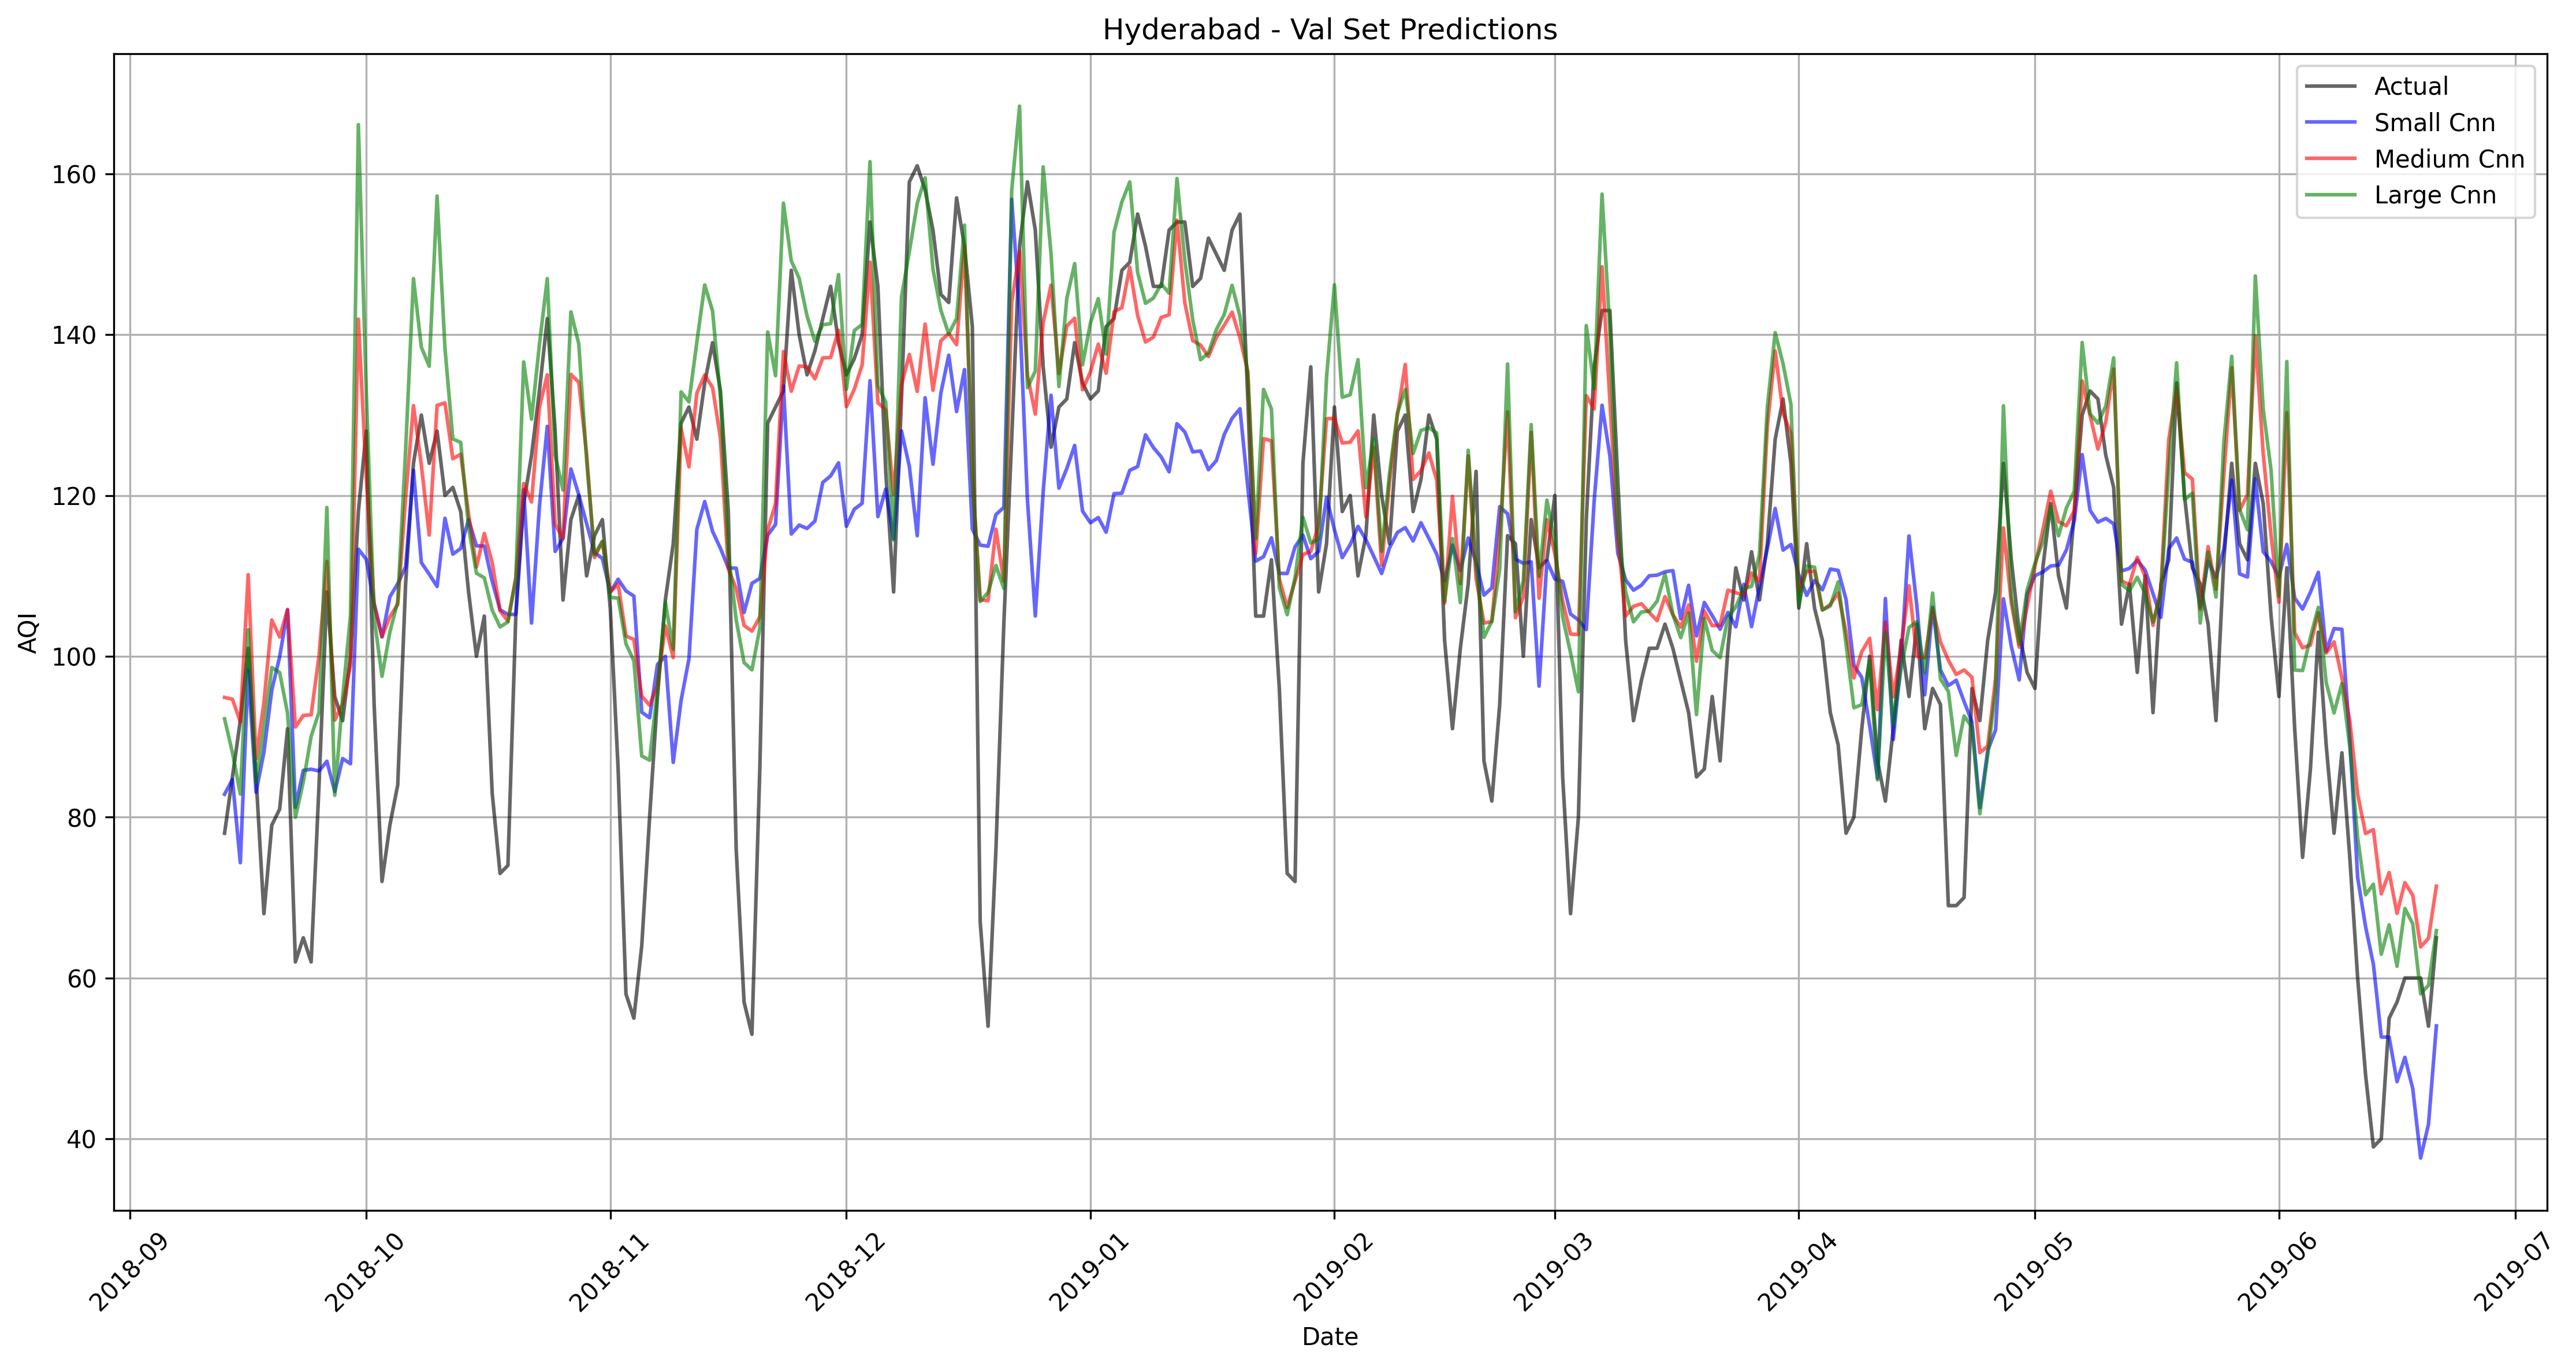 Hyderabad - Val Set Predictions
Actual
Small Cnn
Medium Cnn
Large Cnn
160
140
120
100
80
60
40
AQI
2018-09
2018-10
2018-11
2018-12
2019-01
2019-02
2019-03
2019-04
2019-05
2019-06
2019-07
Date